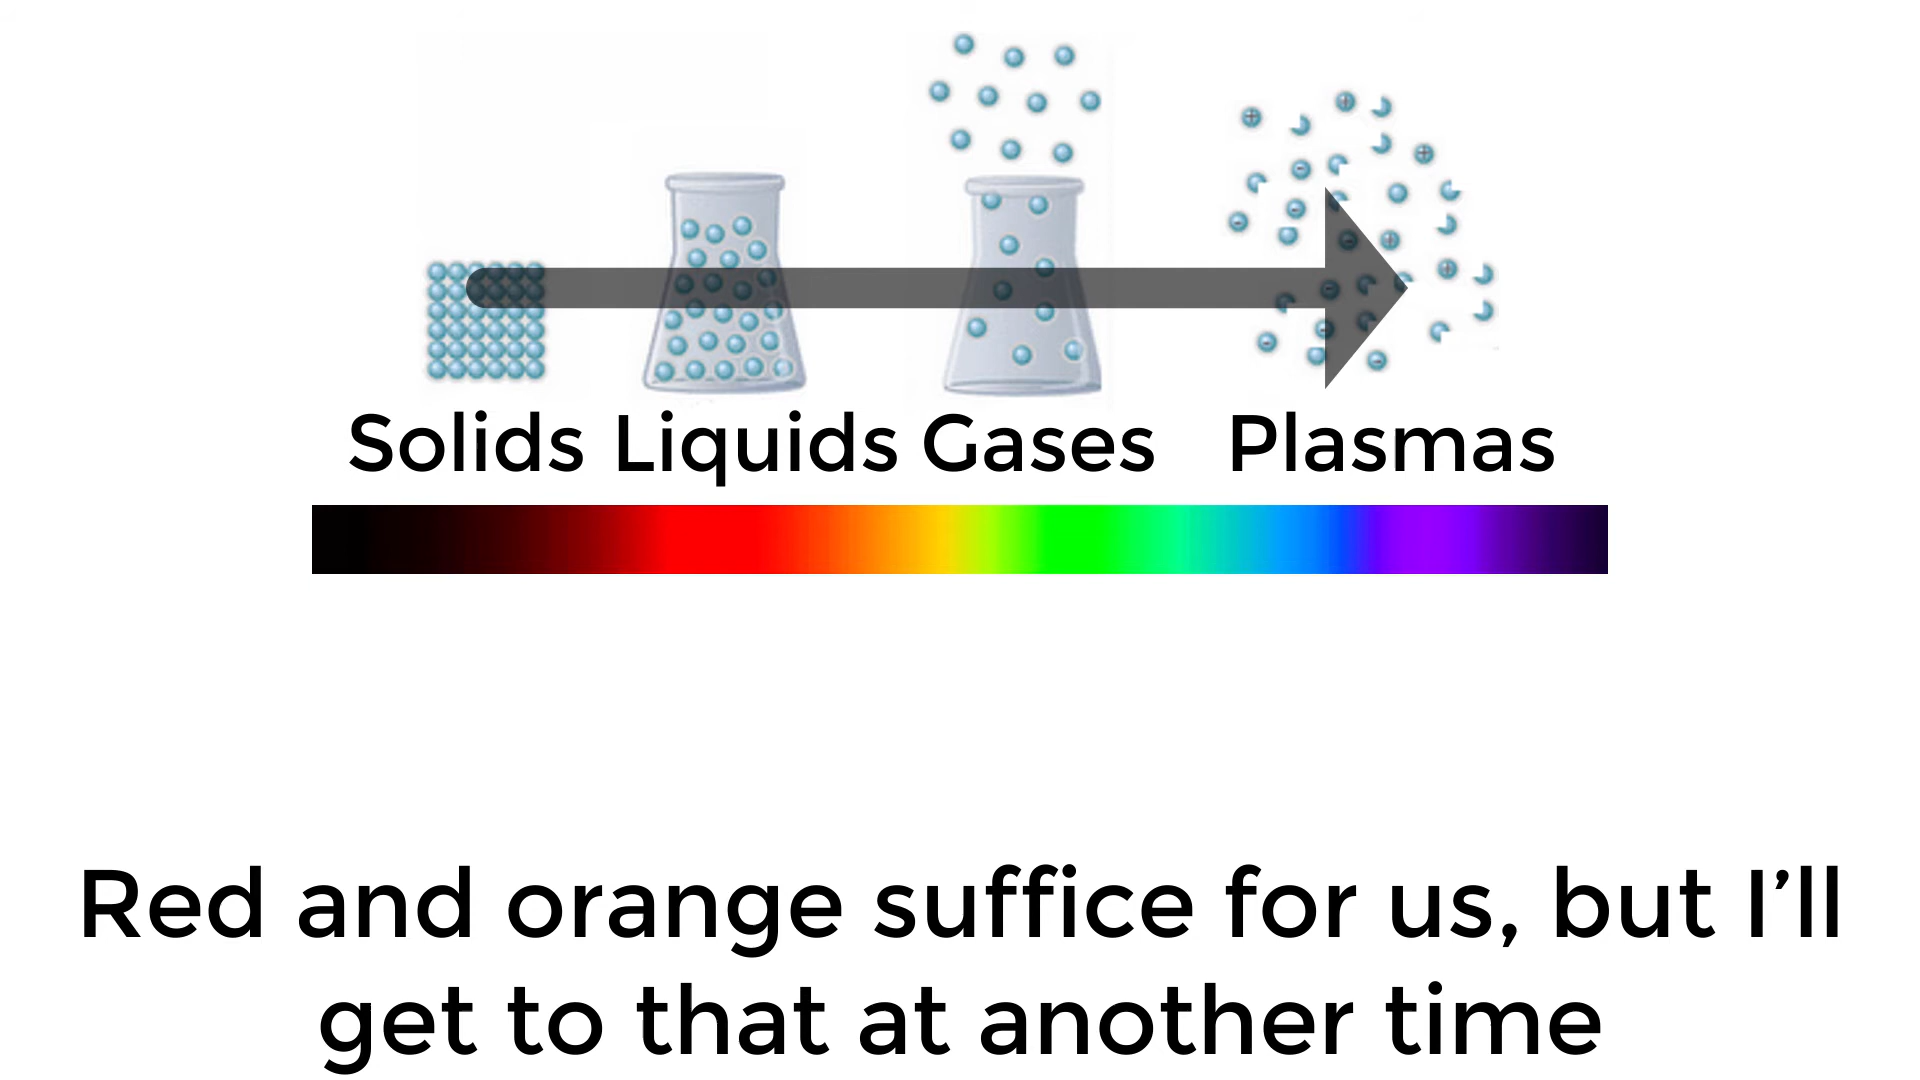 Solids Liquids Gases Plasmas
Red and orange suffice for us, but I’ll
get to that at another time